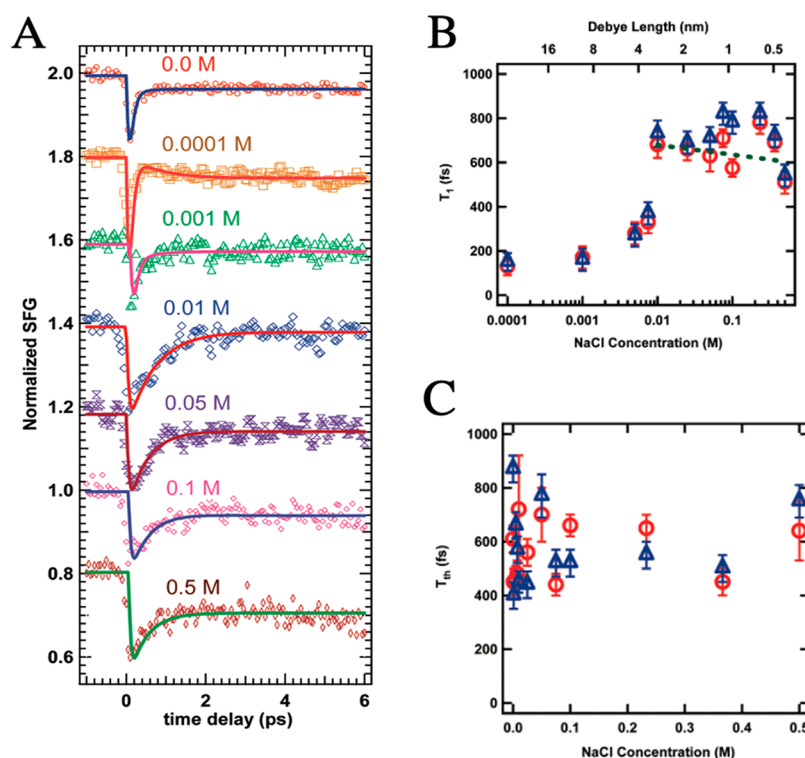 A
Normalized SFG
2.0
1.8
1.6
1.4
1.2
1.0
0.8
0.6
0.0 M
0.0001 M
0.001 M
0.01 M
0.05 M
0.1 M
0.5 M
0
2
4
6
time delay (ps)
B
Debye Length (nm)
16
8
4
2
1
0.5
T1 (fs)
1000
800
600
400
200
0
0.0001
0.001
0.01
0.1
NaCl Concentration (M)
C
Tth (fs)
1000
800
600
400
200
0
0.0
0.1
0.2
0.3
0.4
0.5
NaCl Concentration (M)